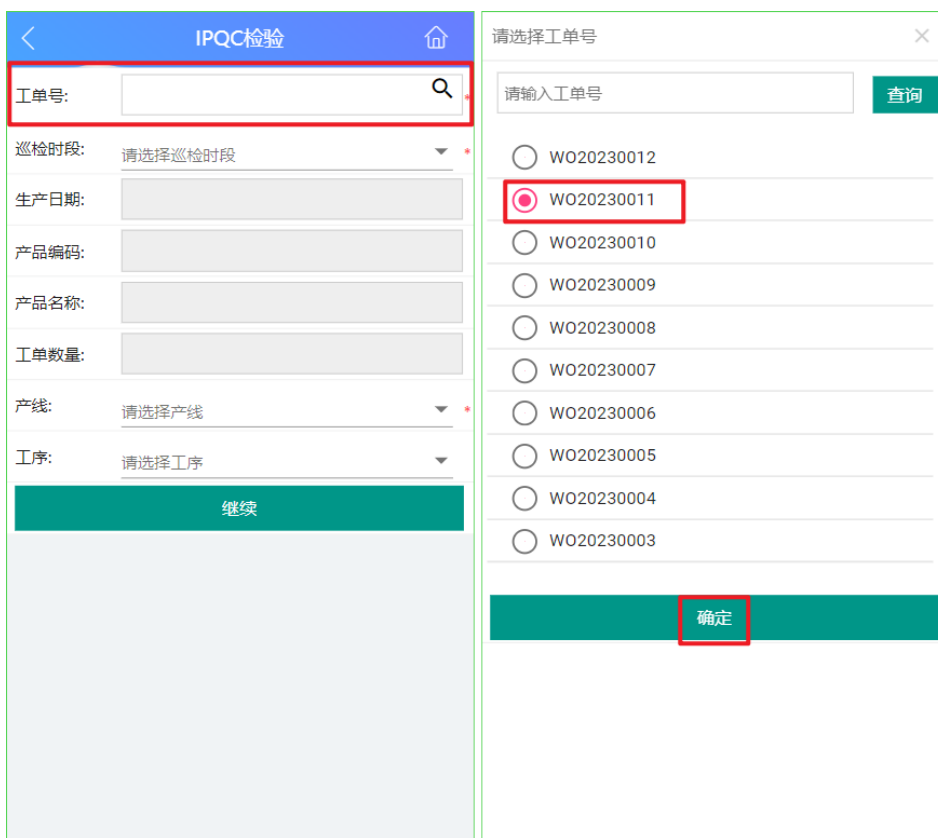 IPQC检验
工单号:
*
巡检时段:
请选择巡检时段
*
生产日期:
产品编码:
产品名称:
工单数量:
产线:
请选择产线
*
工序:
请选择工序
继续
请选择工单号
请输入工单号
查询
WO20230012
WO20230011
WO20230010
WO20230009
WO20230008
WO20230007
WO20230006
WO20230005
WO20230004
WO20230003
确定